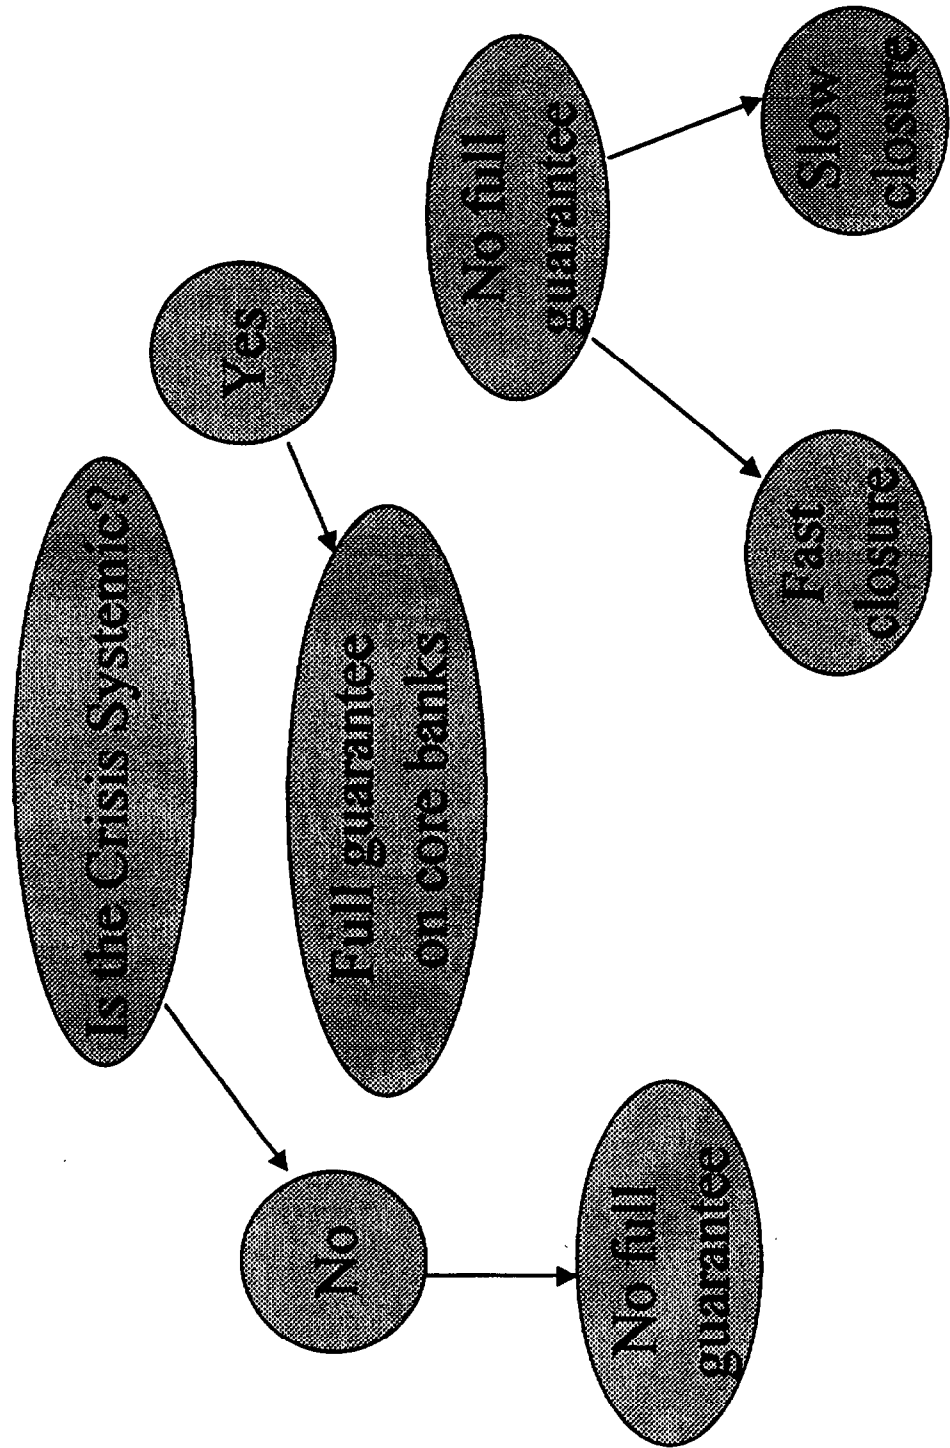 Is the Crisis Systemic?
Yes
No
Full guarantee
on core banks
No full
guarantee
No full
guarantee
Fast
closure
Slow
closure